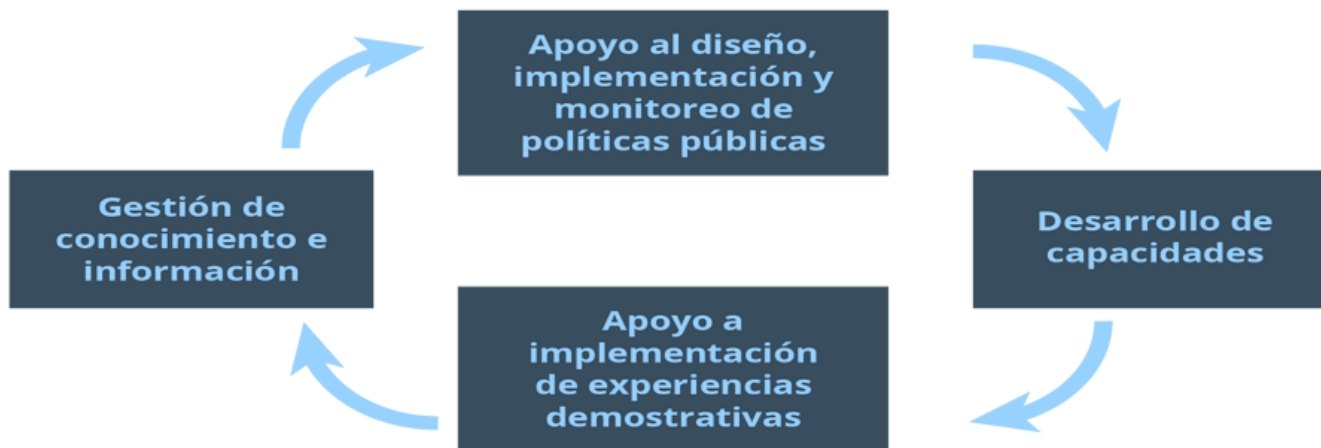 Apoyo al diseño,
implementación y
monitoreo de
políticas públicas
Gestión de
conocimiento e
información
Desarrollo de
capacidades
Apoyo a
implementación
de experiencias
demostrativas